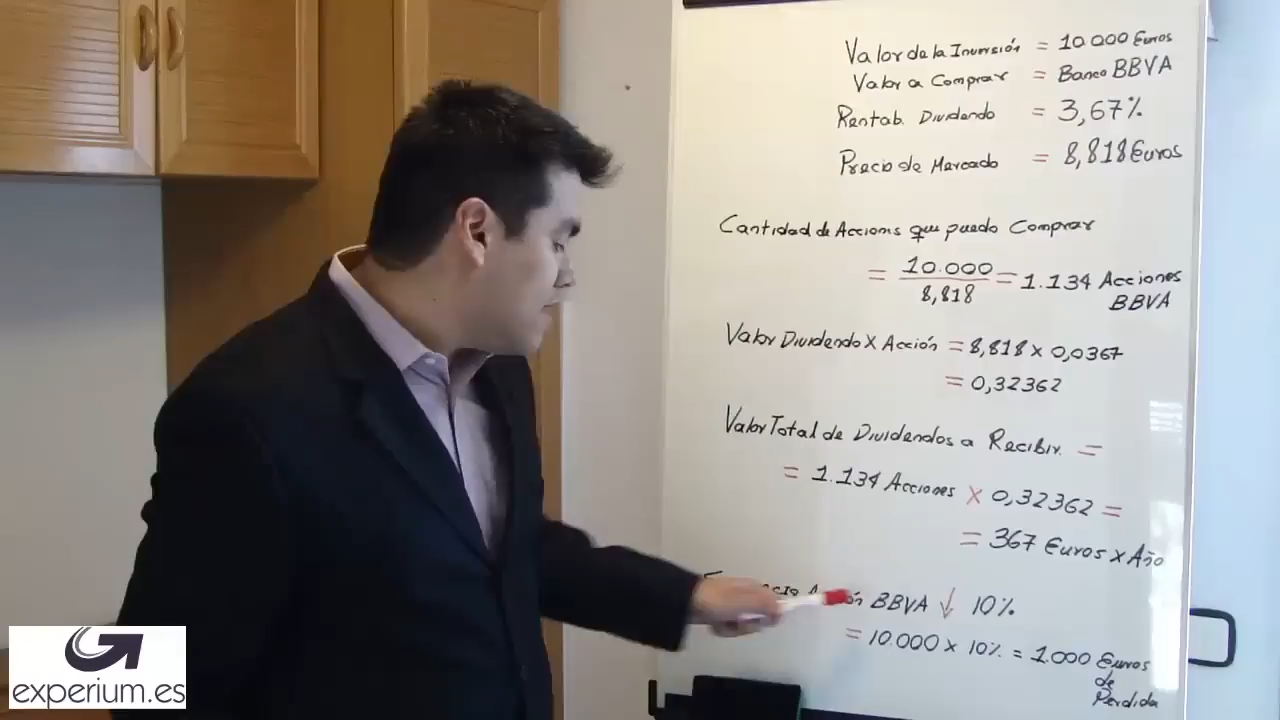 Valor de la Inversión = 10.000 Euros
Valor a Comprar = Banco BBVA
Rentab. Dividendo = 3,67%
Precio de Mercado = 8,818 Euros
Cantidad de Acciones que puedo Comprar
= 10.000 / 8,818 = 1.134 Acciones
BBVA
Valor Dividendo X Acción = 8,818 x 0,0367
= 0,32362
Valor Total de Dividendos a Recibir =
= 1.134 Acciones x 0,32362 =
= 367 Euros x Año
BBVA ↓ 10%
= 10.000 x 10% = 1.000 Euros
de
Perdida
experium.es